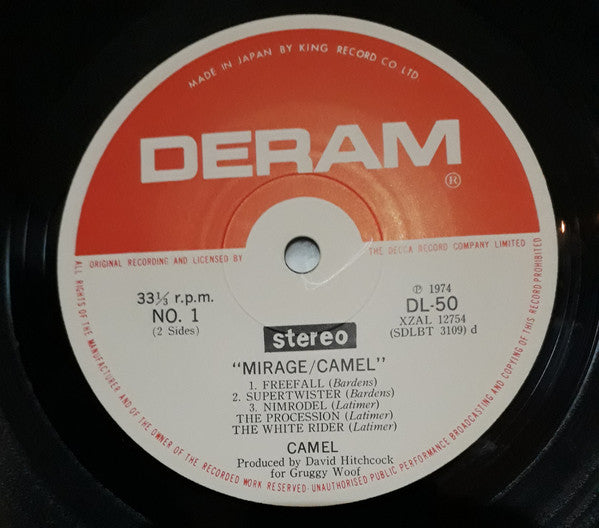 MADE IN JAPAN BY KING RECORD CO. LTD.
DERAM
®
ORIGINAL RECORDING AND LICENSED BY THE DECCA RECORD COMPANY LIMITED
33⅓ r.p.m.
NO. 1
(2 Sides)
℗ 1974
DL-50
XZAL 12754
(SDLBT 3109) d
stereo
"MIRAGE/CAMEL"
1. FREEFALL (Bardens)
2. SUPERTWISTER (Bardens)
3. NIMRODEL (Latimer)
THE PROCESSION (Latimer)
THE WHITE RIDER (Latimer)
CAMEL
Produced by David Hitchcock
for Gruggy Woof
ALL RIGHTS OF THE MANUFACTURER AND OF THE OWNER OF THE RECORDED WORK RESERVED·UNAUTHORISED PUBLIC PERFORMANCE BROADCASTING AND COPYING OF THIS RECORD PROHIBITED